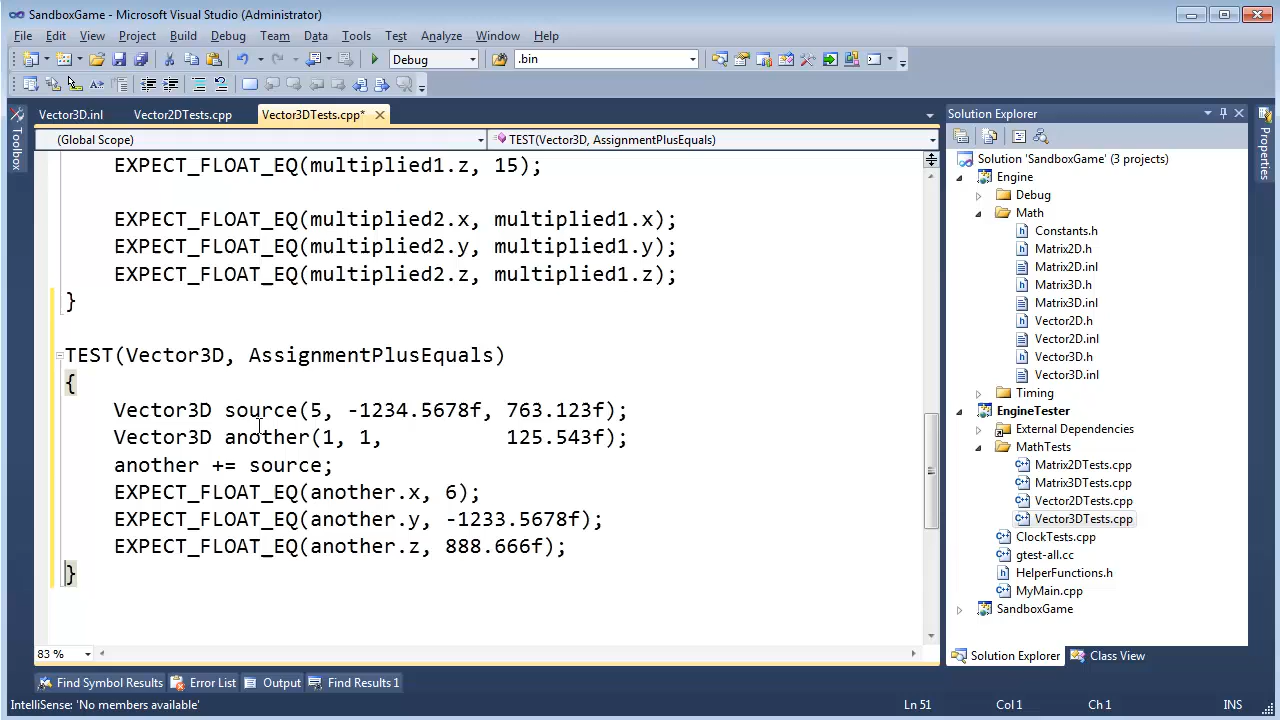 SandboxGame - Microsoft Visual Studio (Administrator)
File Edit View Project Build Debug Team Data Tools Test Analyze Window Help
Debug .bin
Vector3D.inl Vector2DTests.cpp Vector3DTests.cpp*
(Global Scope) TEST(Vector3D, AssignmentPlusEquals)
EXPECT_FLOAT_EQ(multiplied1.z, 15);
EXPECT_FLOAT_EQ(multiplied2.x, multiplied1.x);
EXPECT_FLOAT_EQ(multiplied2.y, multiplied1.y);
EXPECT_FLOAT_EQ(multiplied2.z, multiplied1.z);
}
TEST(Vector3D, AssignmentPlusEquals)
{
Vector3D source(5, -1234.5678f, 763.123f);
Vector3D another(1, 1, 125.543f);
another += source;
EXPECT_FLOAT_EQ(another.x, 6);
EXPECT_FLOAT_EQ(another.y, -1233.5678f);
EXPECT_FLOAT_EQ(another.z, 888.666f);
}
83 %
Toolbox
Solution Explorer
Solution 'SandboxGame' (3 projects)
Engine
Debug
Math
Constants.h
Matrix2D.h
Matrix2D.inl
Matrix3D.h
Matrix3D.inl
Vector2D.h
Vector2D.inl
Vector3D.h
Vector3D.inl
Timing
EngineTester
External Dependencies
MathTests
Matrix2DTests.cpp
Matrix3DTests.cpp
Vector2DTests.cpp
Vector3DTests.cpp
ClockTests.cpp
gtest-all.cc
HelperFunctions.h
MyMain.cpp
SandboxGame
Solution Explorer Class View
Properties
Find Symbol Results Error List Output Find Results 1
IntelliSense: 'No members available' Ln 51 Col 1 Ch 1 INS